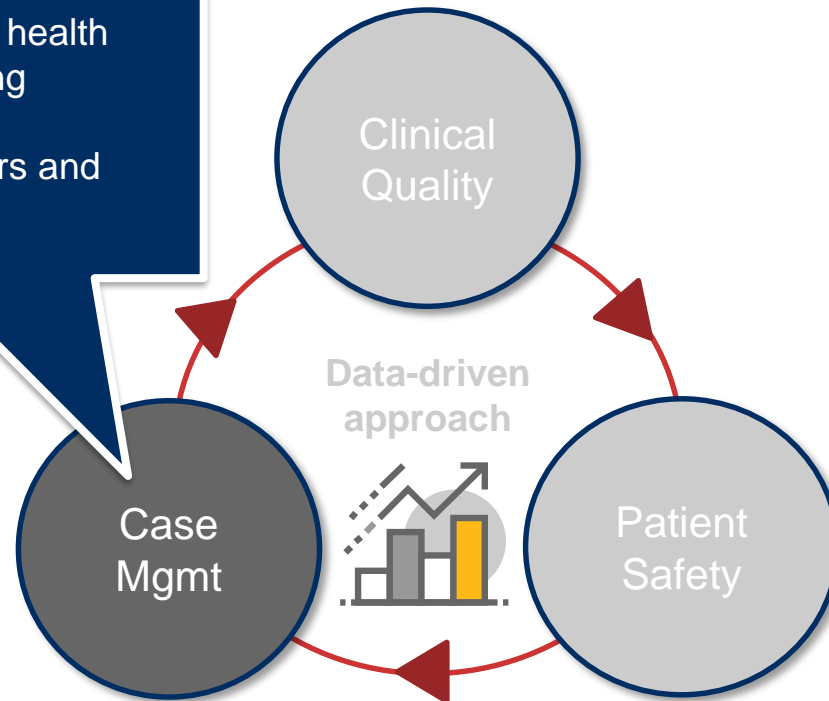 health
ng
rs and
Clinical
Quality
Data-driven
approach
Case
Mgmt
Patient
Safety